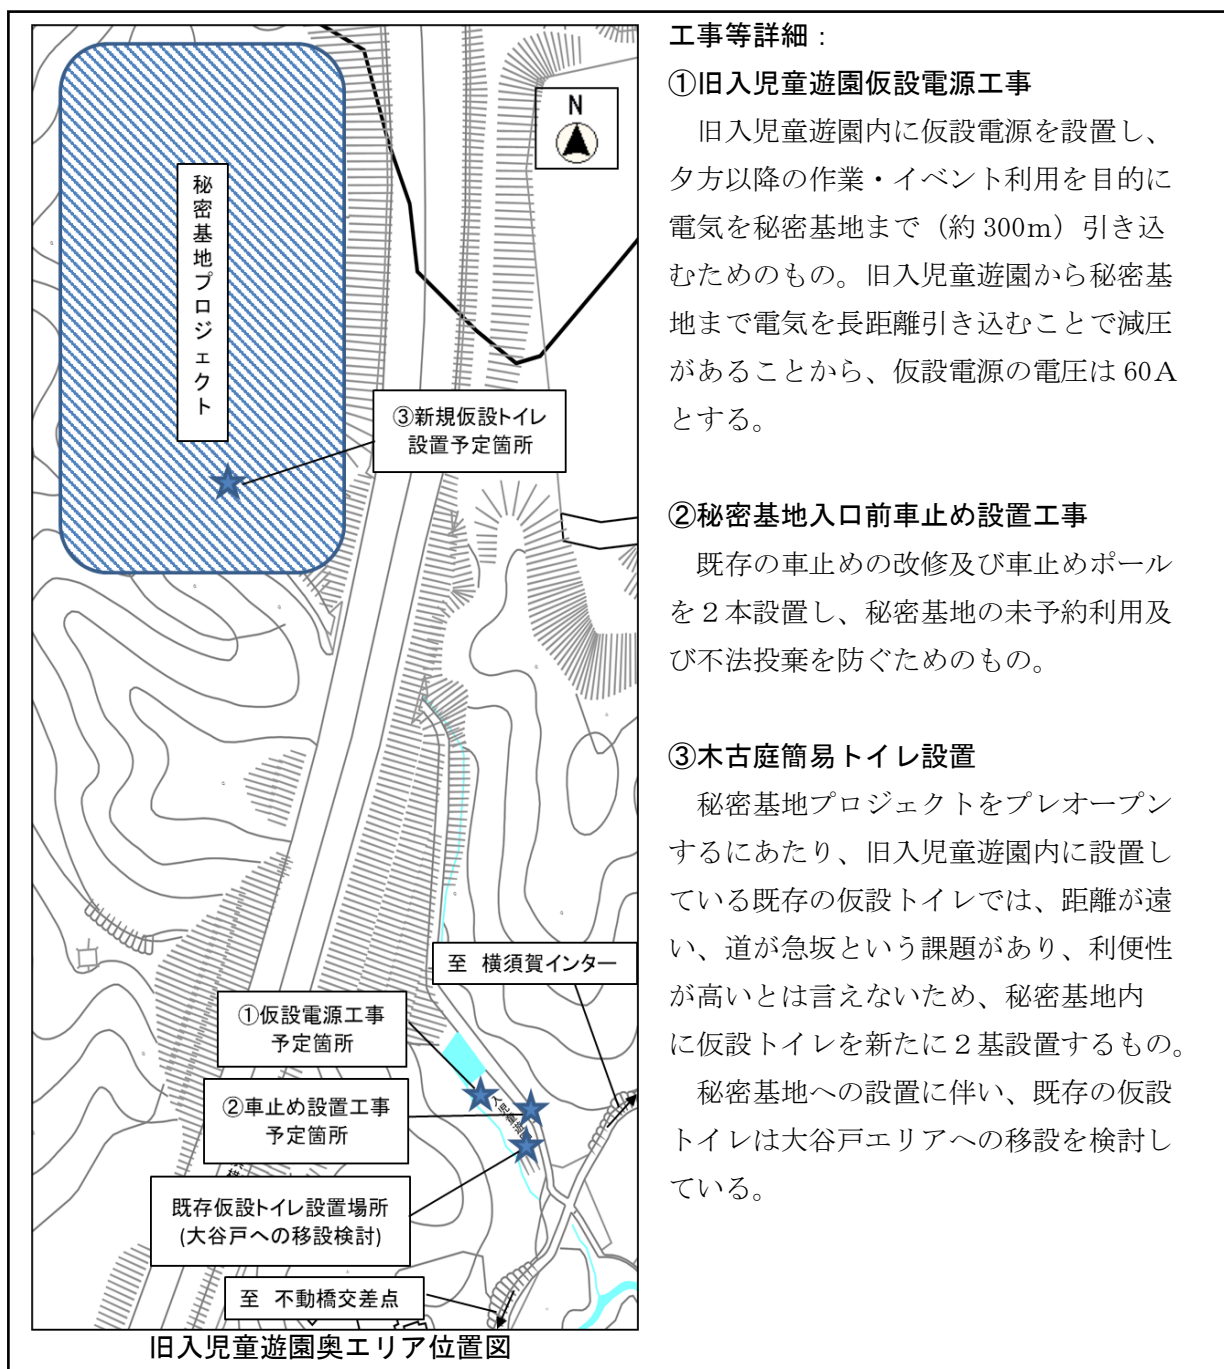 工事等詳細：
①旧入児童遊園仮設電源工事
旧入児童遊園内に仮設電源を設置し、
夕方以降の作業・イベント利用を目的に
電気を秘密基地まで（約300ｍ）引き込
むためのもの。旧入児童遊園から秘密基
地まで電気を長距離引き込むことで減圧
があることから、仮設電源の電圧は60Ａ
とする。
②秘密基地入口前車止め設置工事
既存の車止めの改修及び車止めポール
を２本設置し、秘密基地の未予約利用及
び不法投棄を防ぐためのもの。
③木古庭簡易トイレ設置
秘密基地プロジェクトをプレオープン
するにあたり、旧入児童遊園内に設置し
ている既存の仮設トイレでは、距離が遠
い、道が急坂という課題があり、利便性
が高いとは言えないため、秘密基地内
に仮設トイレを新たに２基設置するもの。
秘密基地への設置に伴い、既存の仮設
トイレは大谷戸エリアへの移設を検討し
ている。
N
秘密基地プロジェクト
③新規仮設トイレ
設置予定箇所
至 横須賀インター
①仮設電源工事
予定箇所
②車止め設置工事
予定箇所
既存仮設トイレ設置場所
(大谷戸への移設検討)
至 不動橋交差点
旧入児童遊園奥エリア位置図